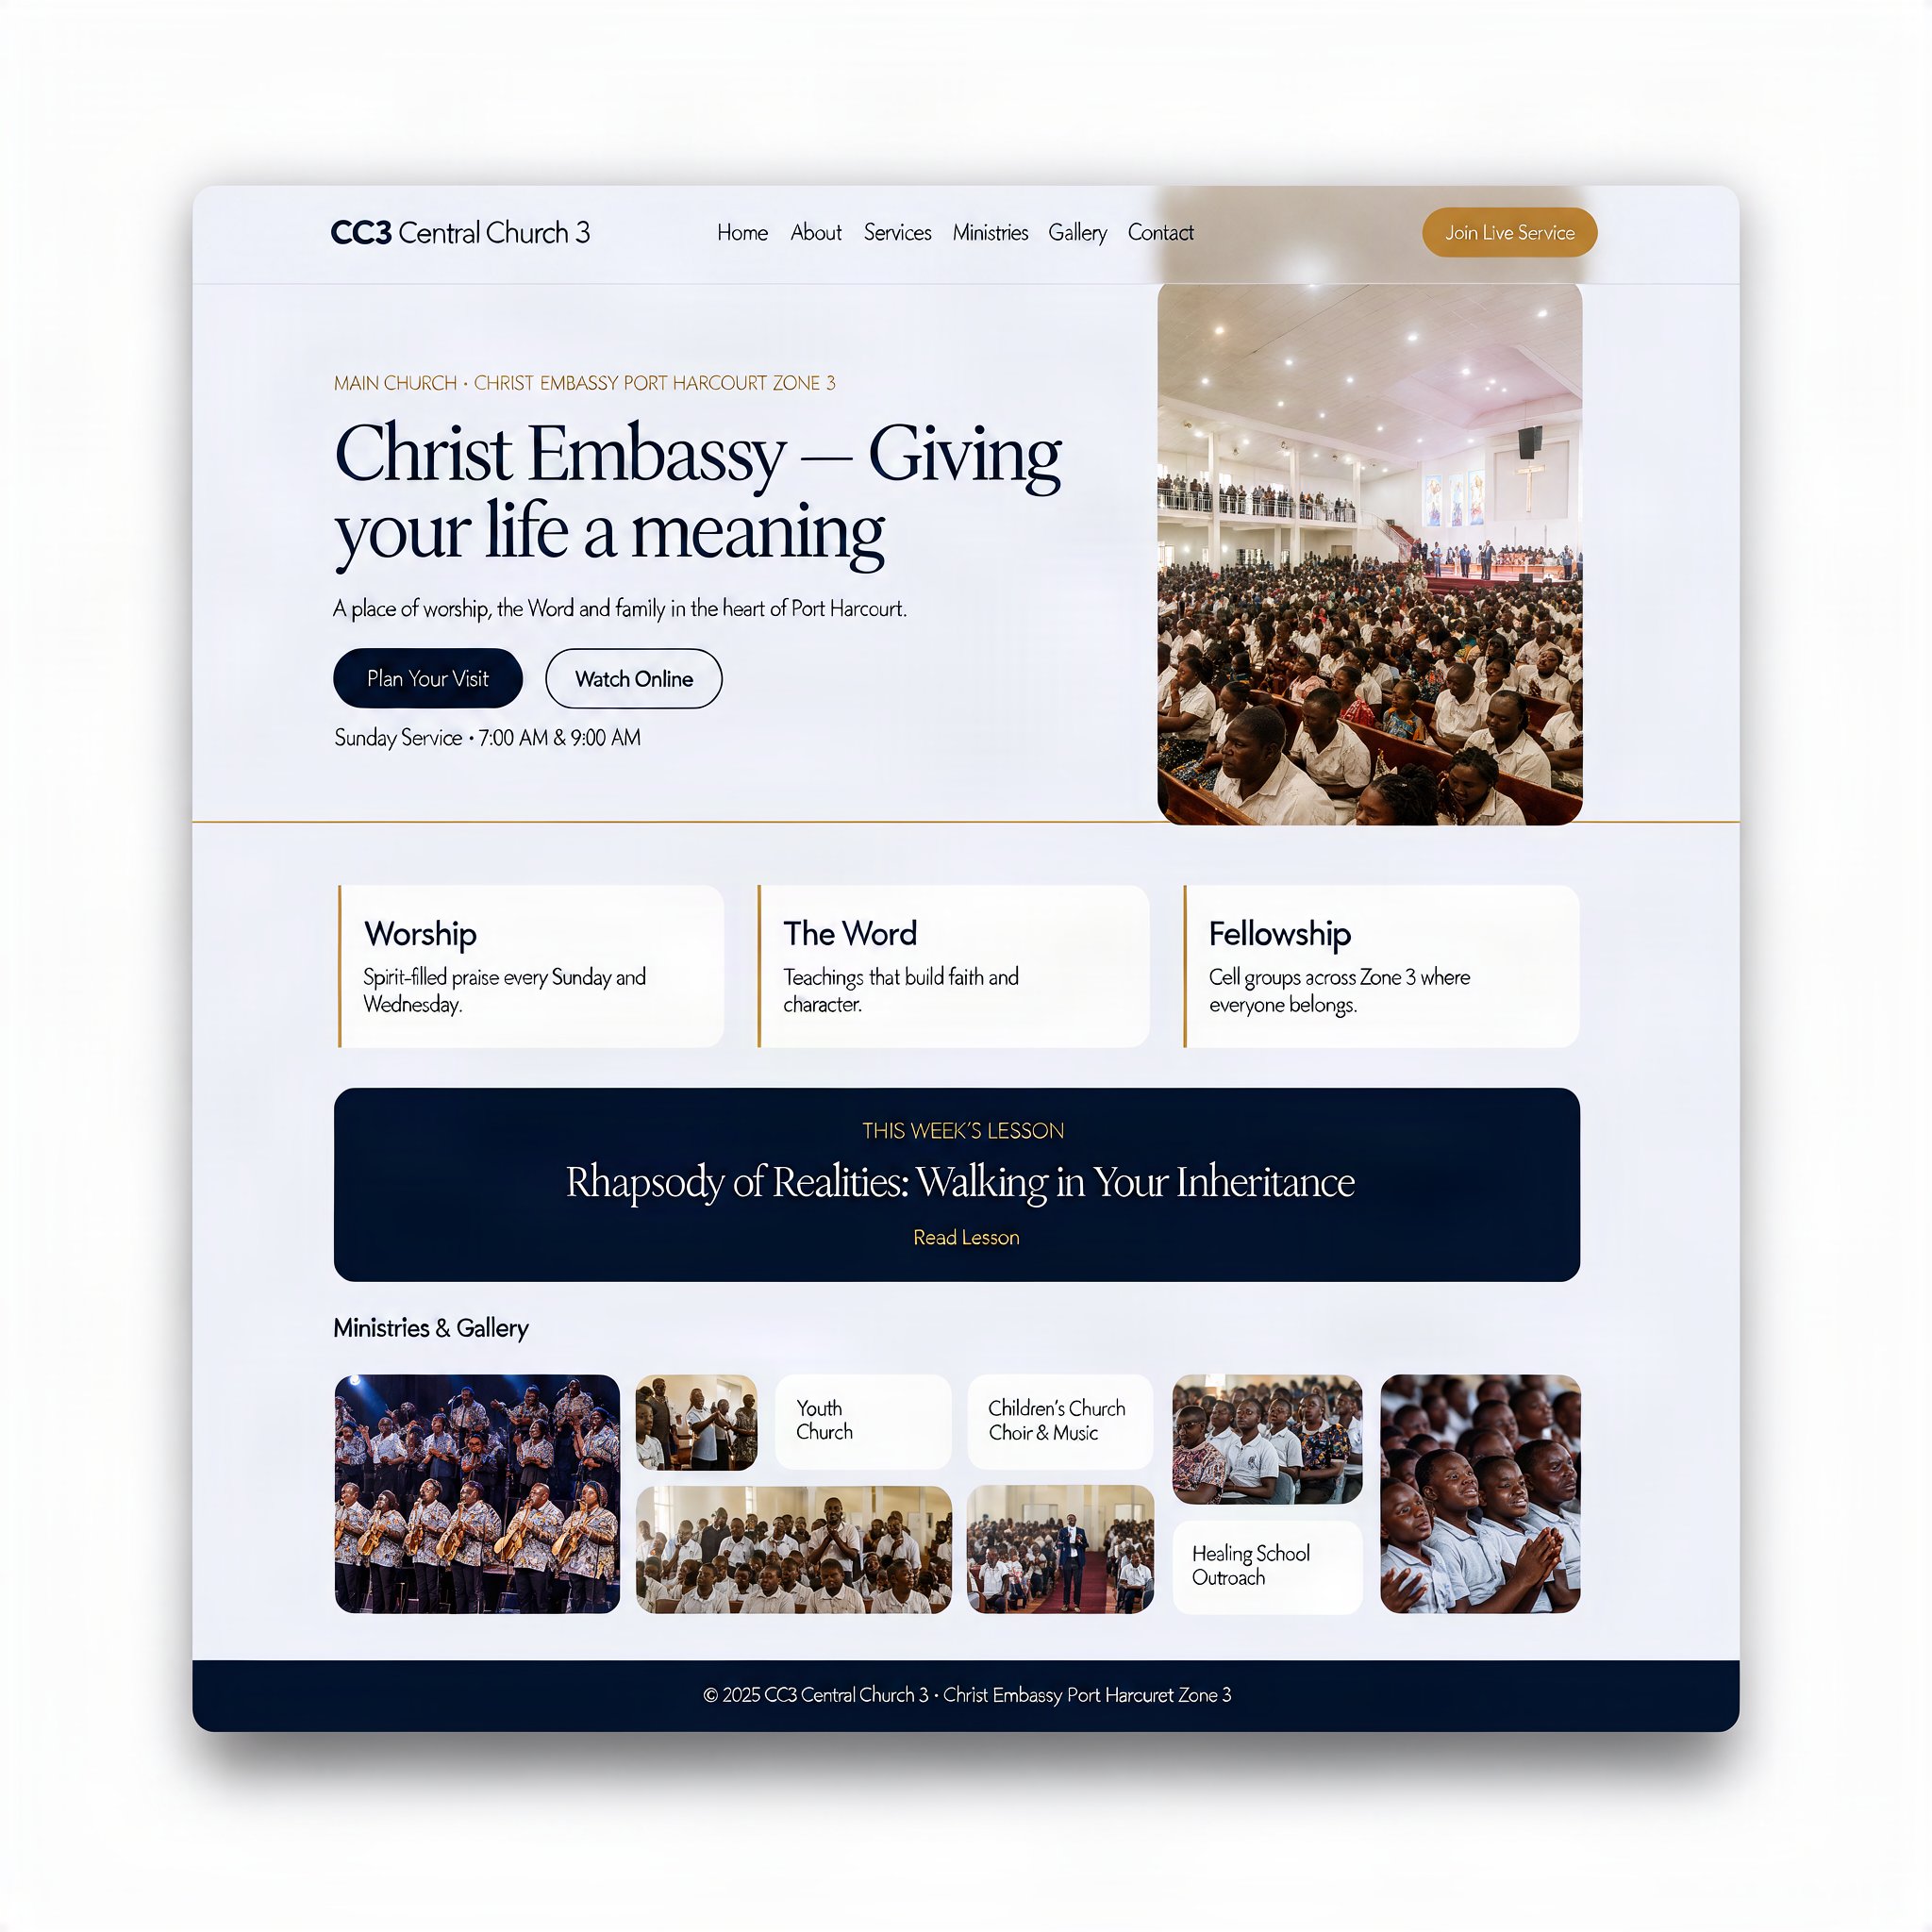 CC3 Central Church 3
Home About Services Ministries Gallery Contact
Join Live Service
MAIN CHURCH • CHRIST EMBASSY PORT HARCOURT ZONE 3
Christ Embassy — Giving
your life a meaning
A place of worship, the Word and family in the heart of Port Harcourt.
Plan Your Visit
Watch Online
Sunday Service • 7:00 AM & 9:00 AM
Worship
Spirit-filled praise every Sunday and
Wednesday.
The Word
Teachings that build faith and
character.
Fellowship
Cell groups across Zone 3 where
everyone belongs.
THIS WEEK'S LESSON
Rhapsody of Realities: Walking in Your Inheritance
Read Lesson
Ministries & Gallery
Youth
Church
Children's Church
Choir & Music
Healing School
Outroach
© 2025 CC3 Central Church 3 • Christ Embassy Port Harcuret Zone 3